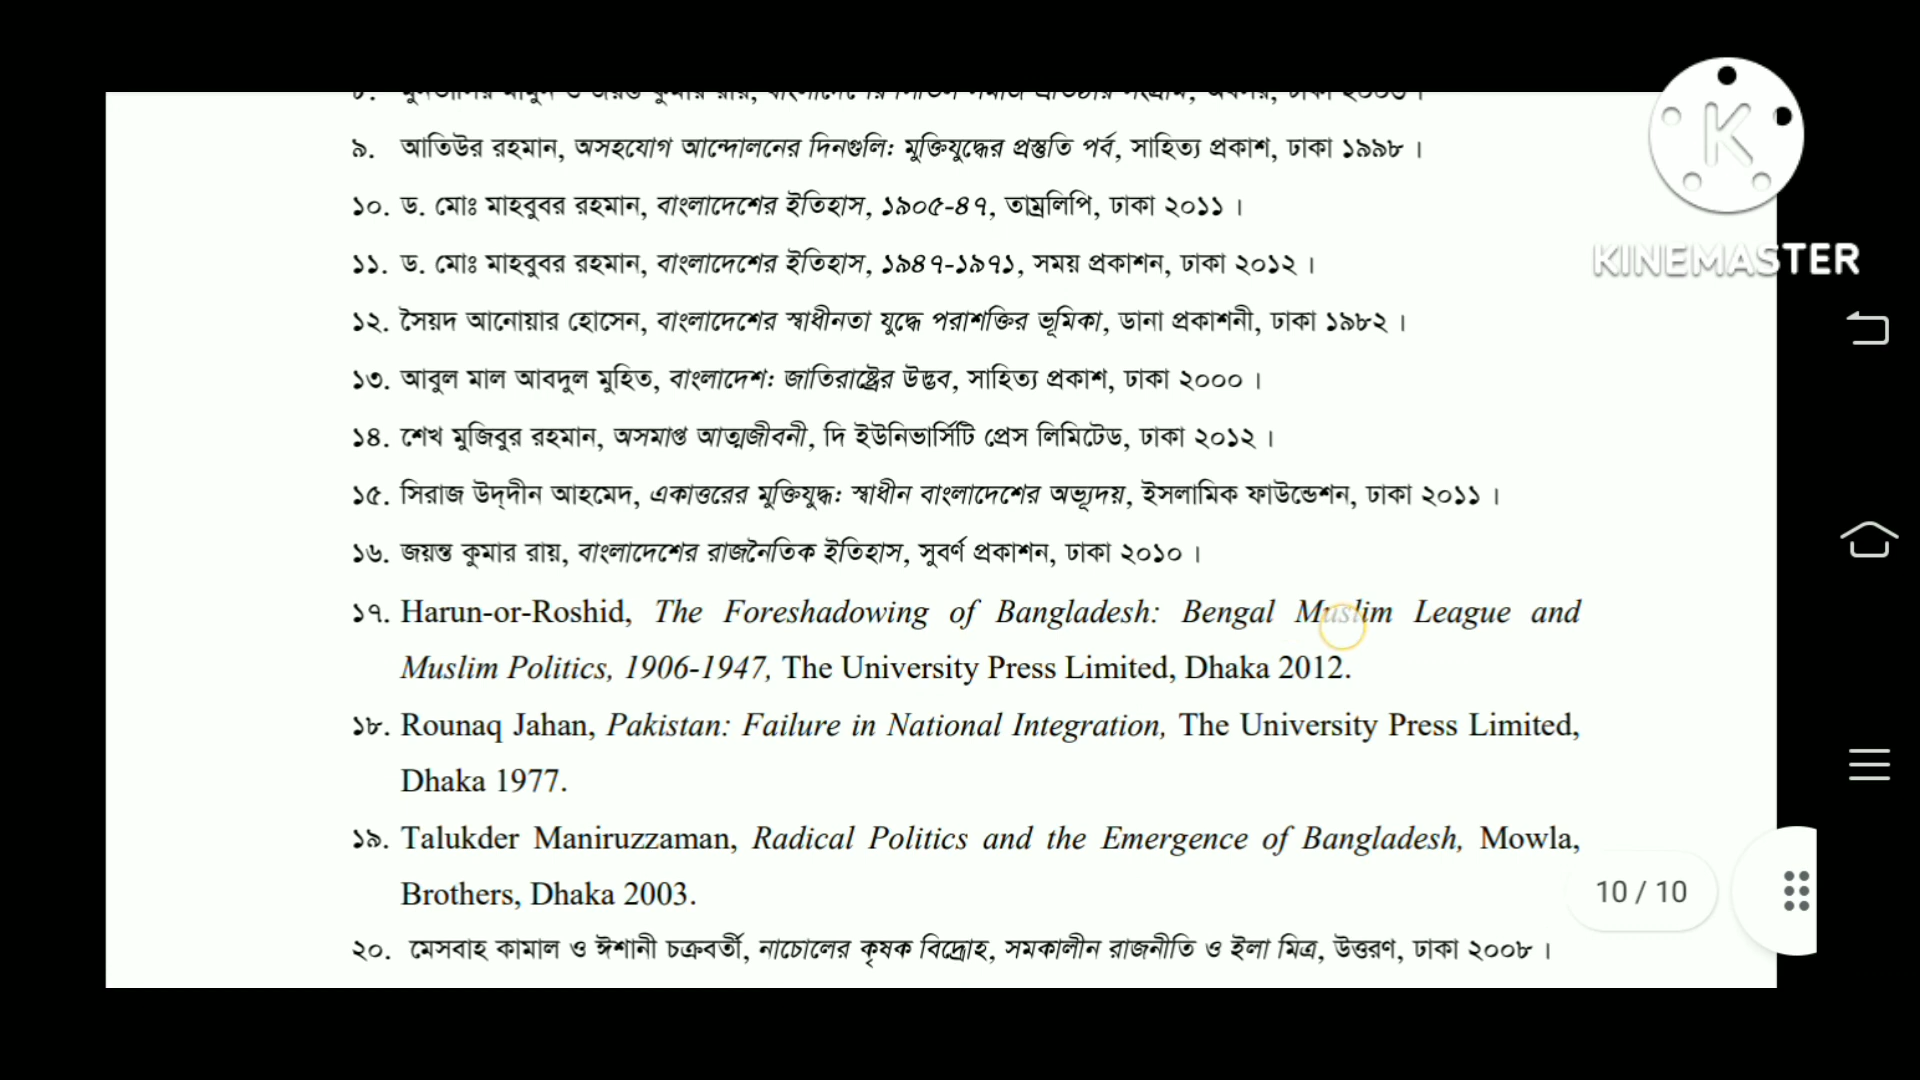 ৯. আতিউর রহমান, অসহযোগ আন্দোলনের দিনগুলি: মুক্তিযুদ্ধের প্রস্তুতি পর্ব, সাহিত্য প্রকাশ, ঢাকা ১৯৯৮।
১০. ড. মোঃ মাহবুবর রহমান, বাংলাদেশের ইতিহাস, ১৯০৫-৪৭, তাম্রলিপি, ঢাকা ২০১১।
১১. ড. মোঃ মাহবুবর রহমান, বাংলাদেশের ইতিহাস, ১৯৪৭-১৯৭১, সময় প্রকাশন, ঢাকা ২০১২।
KINEMASTER
১২. সৈয়দ আনোয়ার হোসেন, বাংলাদেশের স্বাধীনতা যুদ্ধে পরাশক্তির ভূমিকা, ডানা প্রকাশনী, ঢাকা ১৯৮২।
১৩. আবুল মাল আবদুল মুহিত, বাংলাদেশ: জাতিরাষ্ট্রের উদ্ভব, সাহিত্য প্রকাশ, ঢাকা ২০০০।
১৪. শেখ মুজিবুর রহমান, অসমাপ্ত আত্মজীবনী, দি ইউনিভার্সিটি প্রেস লিমিটেড, ঢাকা ২০১২।
১৫. সিরাজ উদ্‌দীন আহমেদ, একাত্তরের মুক্তিযুদ্ধ: স্বাধীন বাংলাদেশের অভ্যূদয়, ইসলামিক ফাউন্ডেশন, ঢাকা ২০১১।
১৬. জয়ন্ত কুমার রায়, বাংলাদেশের রাজনৈতিক ইতিহাস, সুবর্ণ প্রকাশন, ঢাকা ২০১০।
১৭. Harun-or-Roshid, The Foreshadowing of Bangladesh: Bengal Muslim League and
Muslim Politics, 1906-1947, The University Press Limited, Dhaka 2012.
১৮. Rounaq Jahan, Pakistan: Failure in National Integration, The University Press Limited,
Dhaka 1977.
১৯. Talukder Maniruzzaman, Radical Politics and the Emergence of Bangladesh, Mowla,
Brothers, Dhaka 2003.
10 / 10
২০. মেসবাহ কামাল ও ঈশানী চক্রবর্তী, নাচোলের কৃষক বিদ্রোহ, সমকালীন রাজনীতি ও ইলা মিত্র, উত্তরণ, ঢাকা ২০০৮।